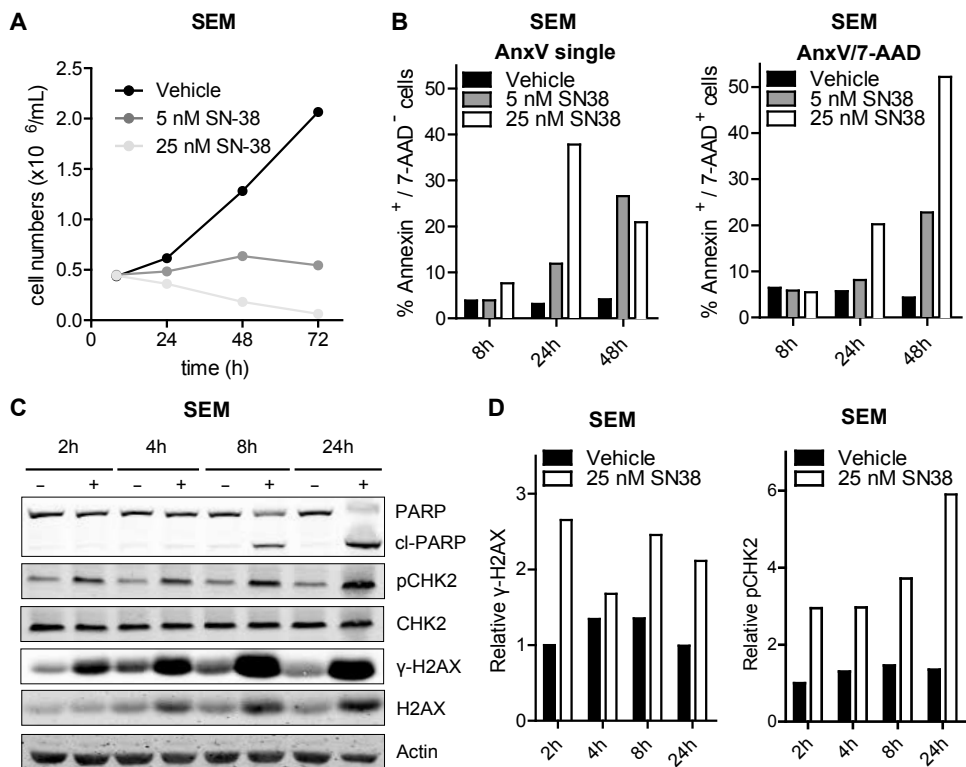 A
SEM
cell numbers (x10 6/mL)
2.5
2.0
1.5
1.0
0.5
0.0
0
24
48
72
time (h)
Vehicle
5 nM SN-38
25 nM SN-38
B
SEM
AnxV single
Vehicle
5 nM SN38
25 nM SN38
% Annexin + / 7-AAD - cells
50
40
30
20
10
0
8h
24h
48h
SEM
AnxV/7-AAD
Vehicle
5 nM SN38
25 nM SN38
% Annexin + / 7-AAD + cells
50
40
30
20
10
0
8h
24h
48h
C
SEM
2h 4h 8h 24h
– + – + – + – +
PARP
cl-PARP
pCHK2
CHK2
γ-H2AX
H2AX
Actin
D
SEM
Vehicle
25 nM SN38
Relative γ-H2AX
3
2
1
0
2h
4h
8h
24h
SEM
Vehicle
25 nM SN38
Relative pCHK2
6
4
2
0
2h
4h
8h
24h